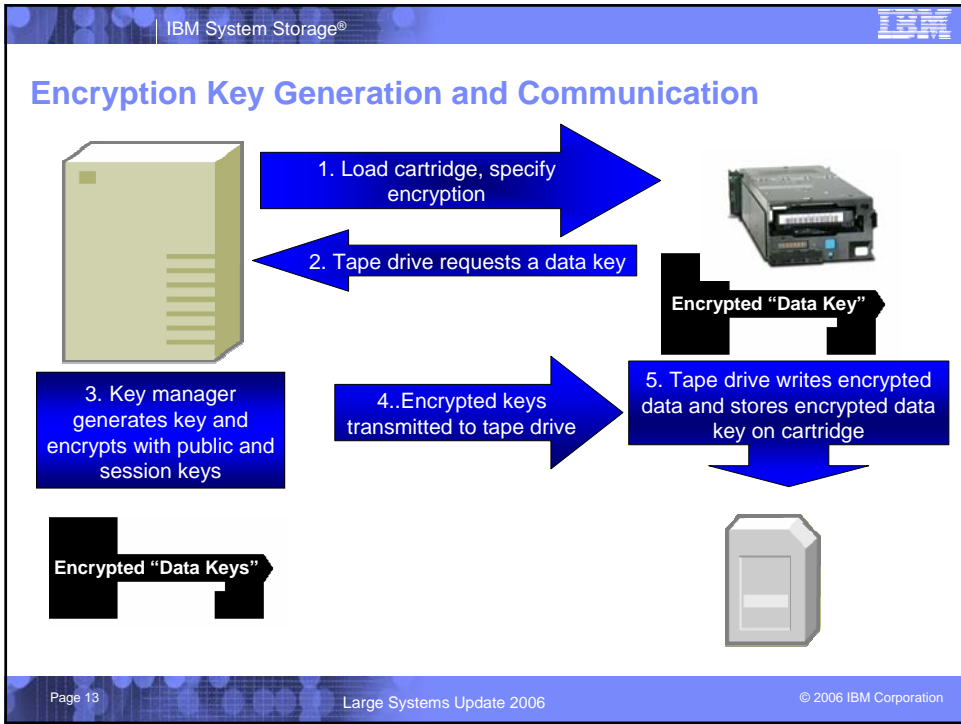 IBM System Storage®
IBM
Encryption Key Generation and Communication
1. Load cartridge, specify
encryption
2. Tape drive requests a data key
Encrypted “Data Key”
3. Key manager
generates key and
encrypts with public and
session keys
4..Encrypted keys
transmitted to tape drive
5. Tape drive writes encrypted
data and stores encrypted data
key on cartridge
Encrypted “Data Keys”
Page 13
Large Systems Update 2006
© 2006 IBM Corporation